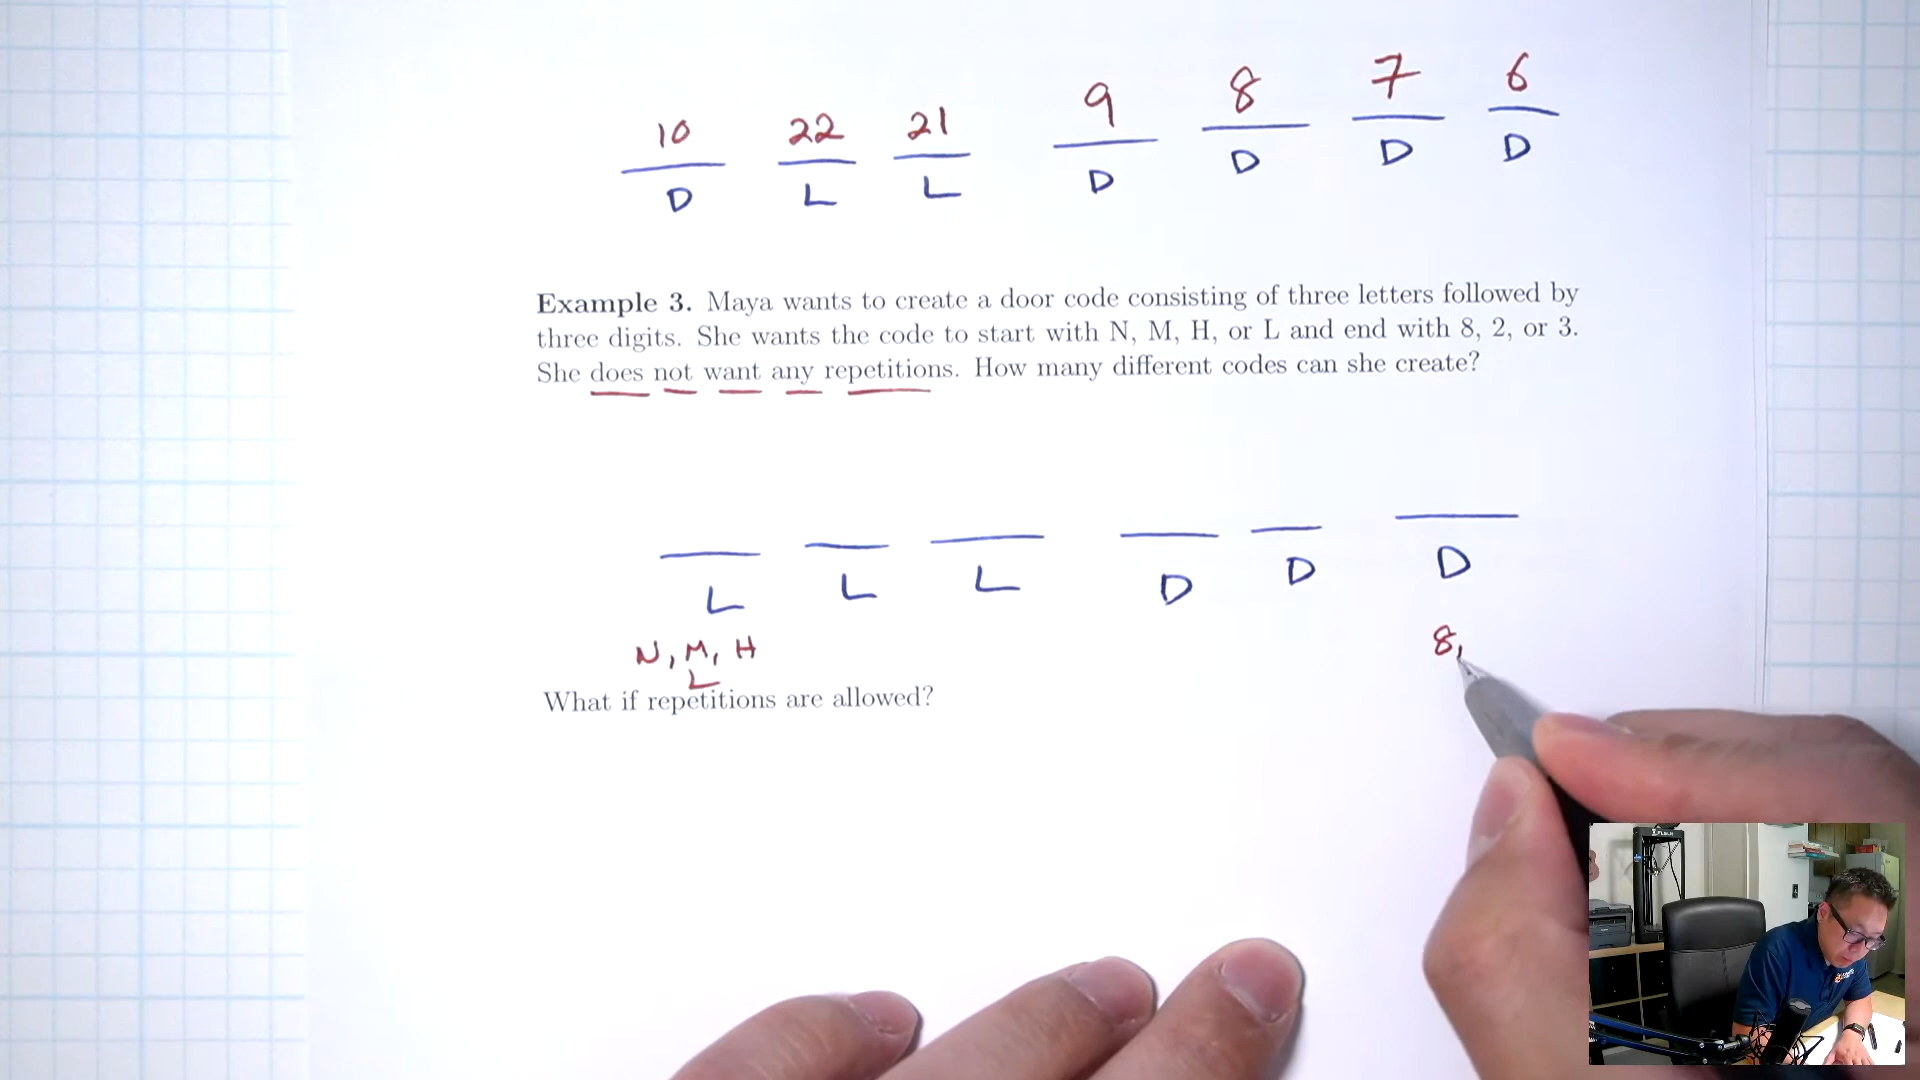 10 22 21 9 8 7 6
D L L D D D D
Example 3. Maya wants to create a door code consisting of three letters followed by
three digits. She wants the code to start with N, M, H, or L and end with 8, 2, or 3.
She does not want any repetitions. How many different codes can she create?
L L L D D D
N, M, H 8,
L
What if repetitions are allowed?